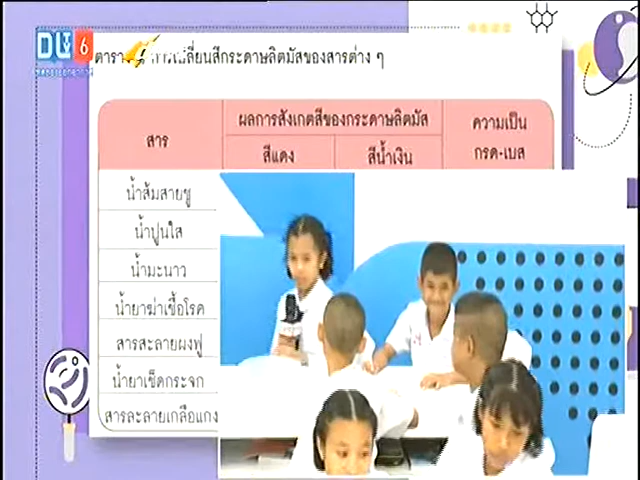 DLTV 6
การเปลี่ยนสีกระดาษลิตมัสของสารต่าง ๆ
สาร
ผลการสังเกตสีของกระดาษลิตมัส
ความเป็น
กรด-เบส
สีแดง
สีน้ำเงิน
น้ำส้มสายชู
น้ำปูนใส
น้ำมะนาว
น้ำยาฆ่าเชื้อโรค
สารสะลายผงฟู
น้ำยาเช็ดกระจก
สารละลายเกลือแกง